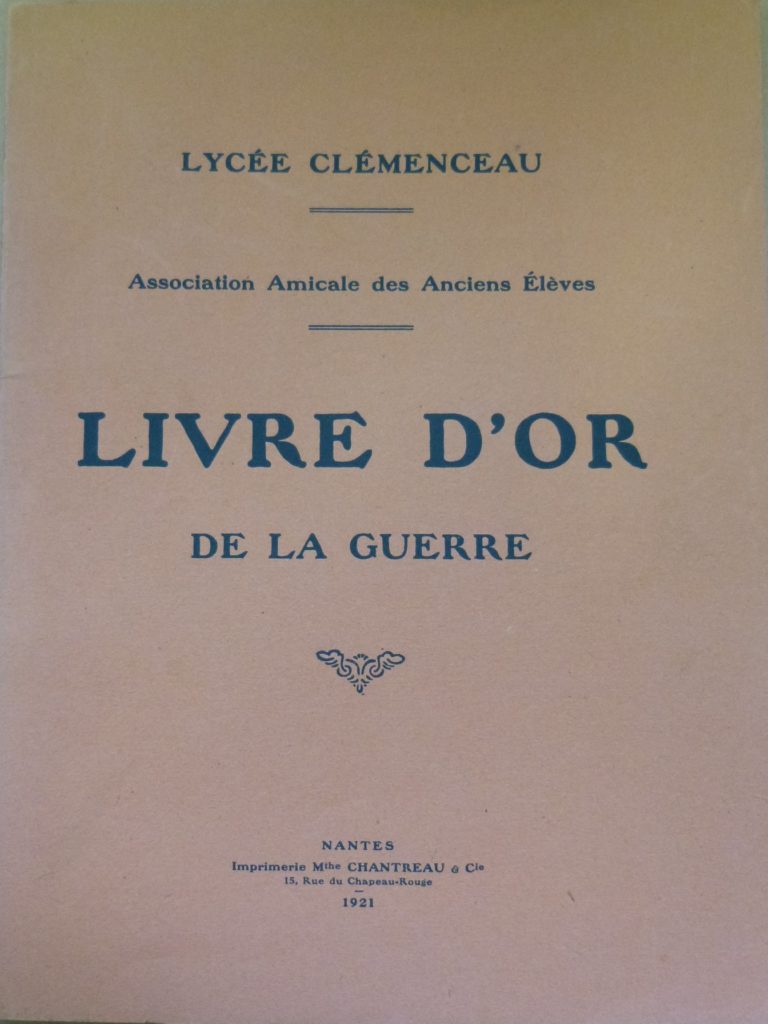 LYCÉE CLÉMENCEAU
Association Amicale des Anciens Élèves
LIVRE D'OR
DE LA GUERRE
NANTES
Imprimerie Mthe CHANTREAU & Cie
15, Rue du Chapeau-Rouge
1921